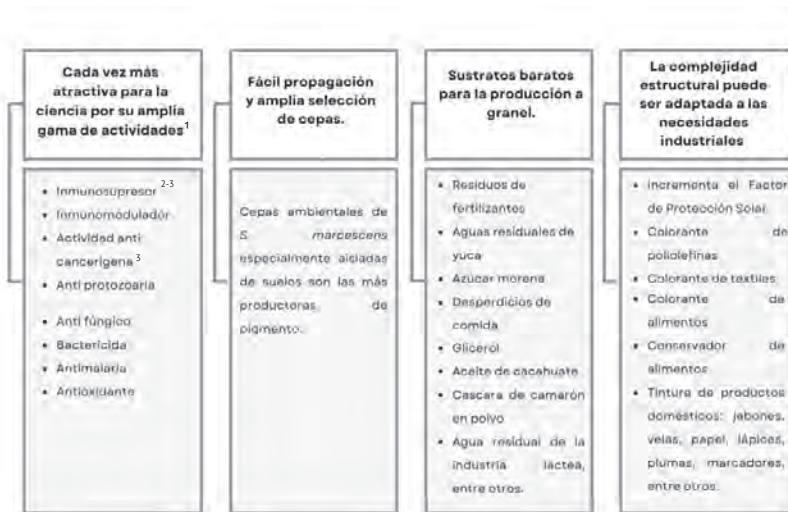 Cada vez más
atractiva para la
ciencia por su amplia
gama de actividades¹
Inmunosupresor 2-3
Inmunomodulador
Actividad anti
cancerígena 3
Anti protozoaria
Anti fúngico
Bactericida
Antimalaria
Antioxidante
Fácil propagación
y amplia selección
de cepas.
Cepas ambientales de
S. marcescens
especialmente aisladas
de suelos son las más
productoras de
pigmento.
Sustratos baratos
para la producción a
granel.
Residuos de
fertilizantes
Aguas residuales de
yuca
Azúcar morena
Desperdicios de
comida
Glicerol
Aceite de cacahuate
Cascara de camarón
en polvo
Agua residual de la
industria láctea,
entre otros.
La complejidad
estructural puede
ser adaptada a las
necesidades
industriales
Incrementa el Factor
de Protección Solar
Colorante de
poliolefinas
Colorante de textiles
Colorante de
alimentos
Conservador de
alimentos
Tintura de productos
domésticos: jabones,
velas, papel, lápices,
plumas, marcadores,
entre otros.